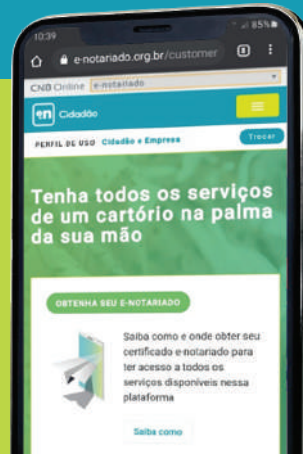 10:39
85%
e-notariado.org.br/customer
8
CNB Online e-notariado
en Cidadão
PERFIL DE USO Cidadão e Empresa Trocar
Tenha todos os serviços
de um cartório na palma
da sua mão
OBTENHA SEU E-NOTARIADO
Saiba como e onde obter seu
certificado e-notariado para
ter acesso a todos os
serviços disponíveis nessa
plataforma
Saiba como